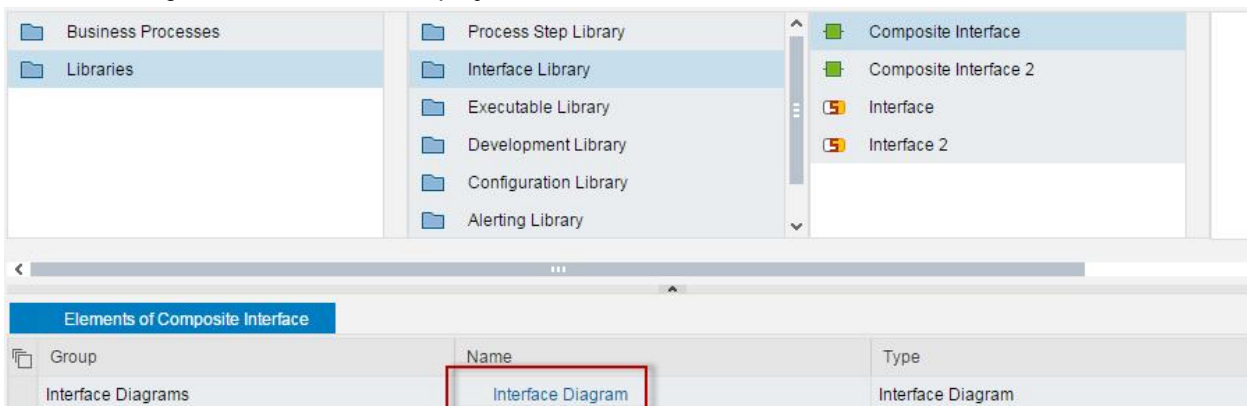 Business Processes
Libraries
Process Step Library
Interface Library
Executable Library
Development Library
Configuration Library
Alerting Library
Composite Interface
Composite Interface 2
Interface
Interface 2
Elements of Composite Interface
Group Name Type
Interface Diagrams Interface Diagram Interface Diagram